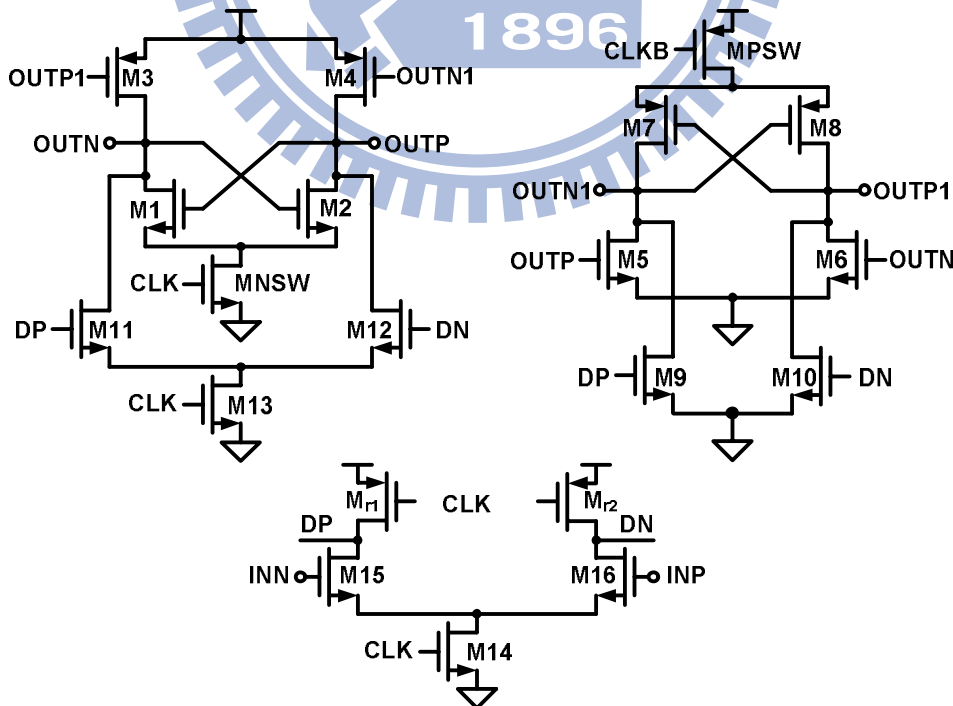 1896
OUTP1 M3 M4 OUTN1
OUTN OUTP
M1 M2
CLK MNSW
DP M11 M12 DN
CLK M13
CLKB MPSW
M7 M8
OUTN1 OUTP1
OUTP M5 M6 OUTN
DP M9 M10 DN
Mr1 CLK Mr2
DP DN
INN M15 M16 INP
CLK M14